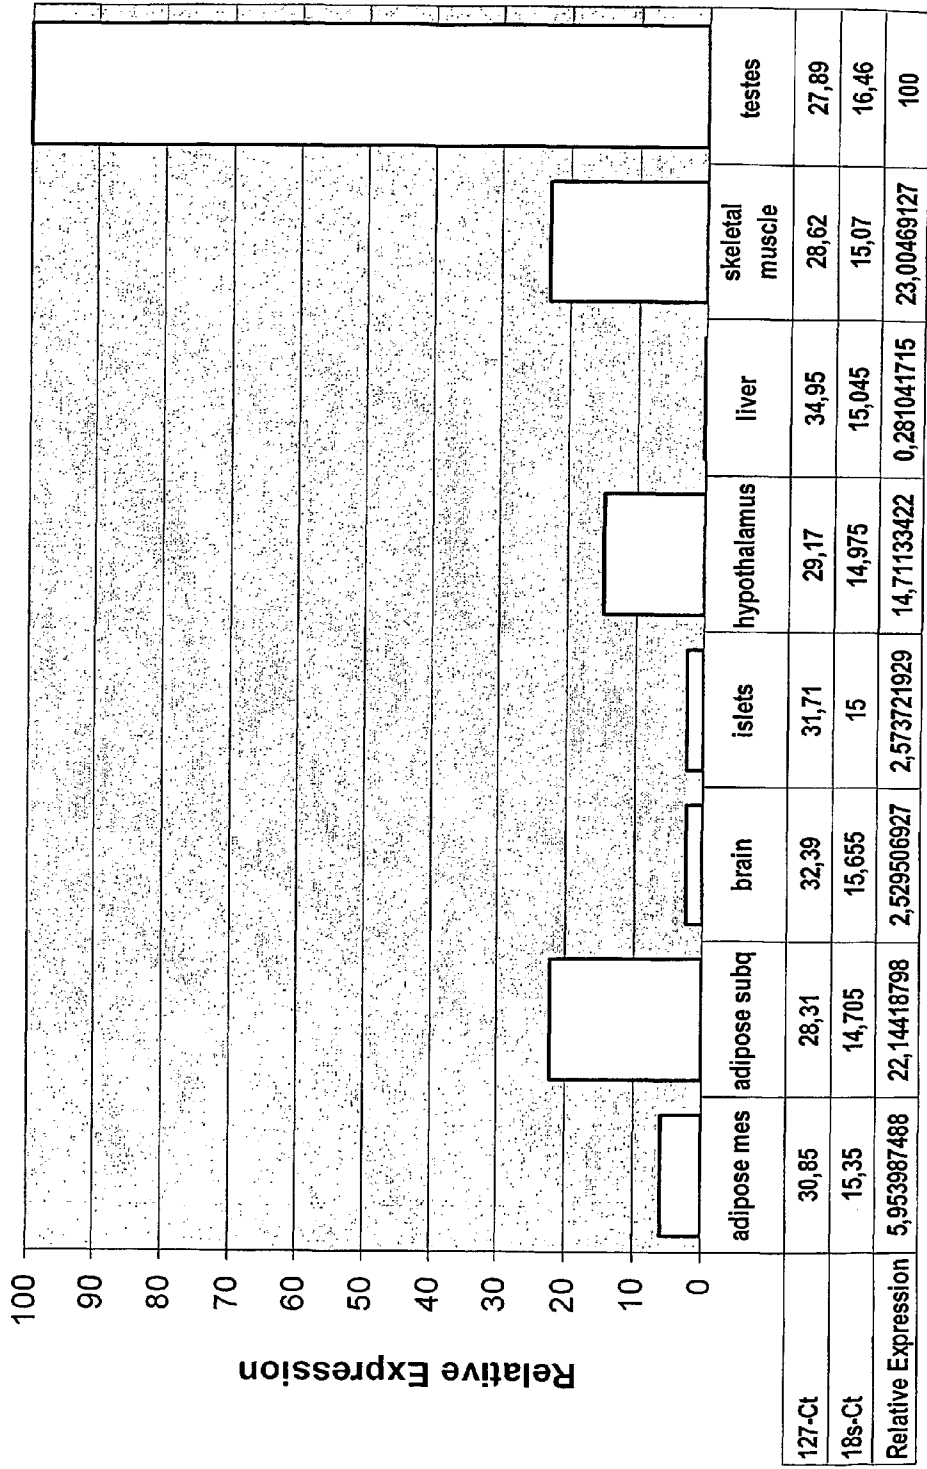 Relative Expression
100
90
80
70
60
50
40
30
20
10
0
adipose mes adipose subq brain islets hypothalamus liver skeletal muscle testes
127-Ct 30,85 28,31 32,39 31,71 29,17 34,95 28,62 27,89
18s-Ct 15,35 14,705 15,655 15 14,975 15,045 15,07 16,46
Relative Expression 5,953987488 22,14418798 2,529506927 2,573721929 14,71133422 0,281041715 23,00469127 100